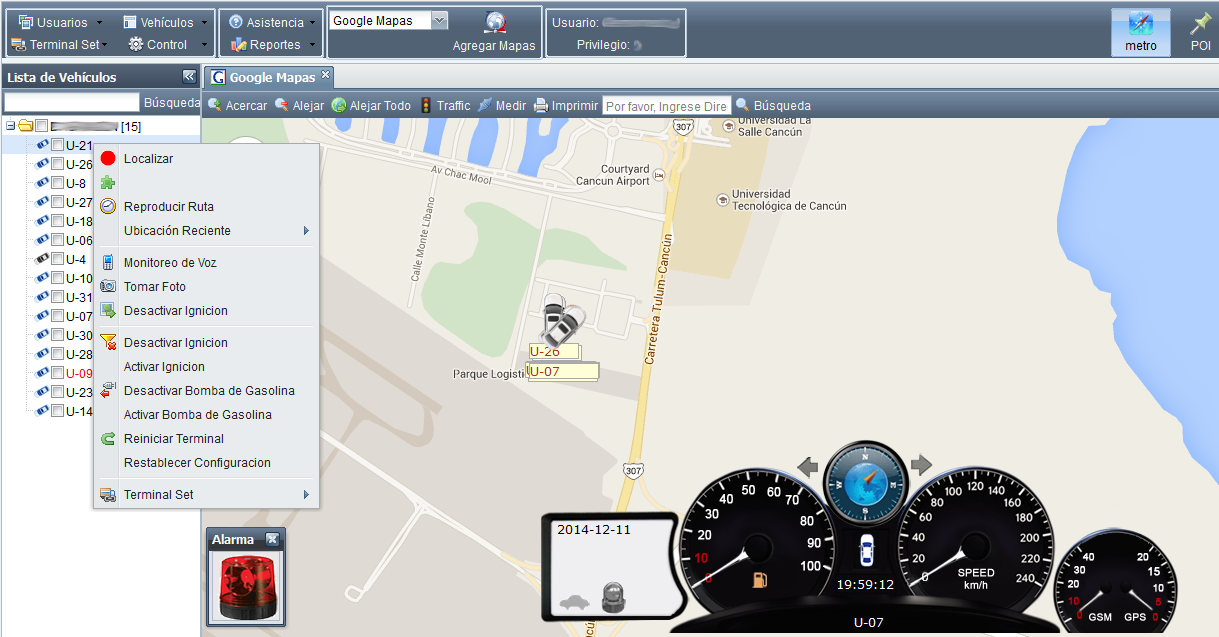 Usuarios
Vehículos
Asistencia
Google Mapas
Usuario:
Terminal Set
Control
Reportes
Agregar Mapas
Privilegio:
metro
POI
Lista de Vehículos
Google Mapas
Búsqueda
Acercar
Alejar
Alejar Todo
Traffic
Medir
Imprimir
Por favor, Ingrese Dire
Búsqueda
[15]
U-21
U-26
U-8
U-27
U-18
U-06
U-4
U-10
U-31
U-07
U-30
U-28
U-09
U-23
U-14
Localizar
Reproducir Ruta
Ubicación Reciente
Monitoreo de Voz
Tomar Foto
Desactivar Ignicion
Desactivar Ignicion
Activar Ignicion
Desactivar Bomba de Gasolina
Activar Bomba de Gasolina
Reiniciar Terminal
Restablecer Configuracion
Terminal Set
307
Universidad La
Salle Cancún
Av Chac Mool
Courtyard
Cancun Airport
Universidad
Tecnológica de Cancún
Calle Monte Líbano
Carretera Tulum-Cancún
U-26
Parque Logisti
U-07
307
Alarma
2014-12-11
0
10
20
30
40
50
60
70
80
90
100
N
W
S
19:59:12
0
20
40
60
80
100
120
140
160
180
200
220
240
SPEED
km/h
0
10
20
30
40
GSM
20
15
10
5
0
GPS
U-07